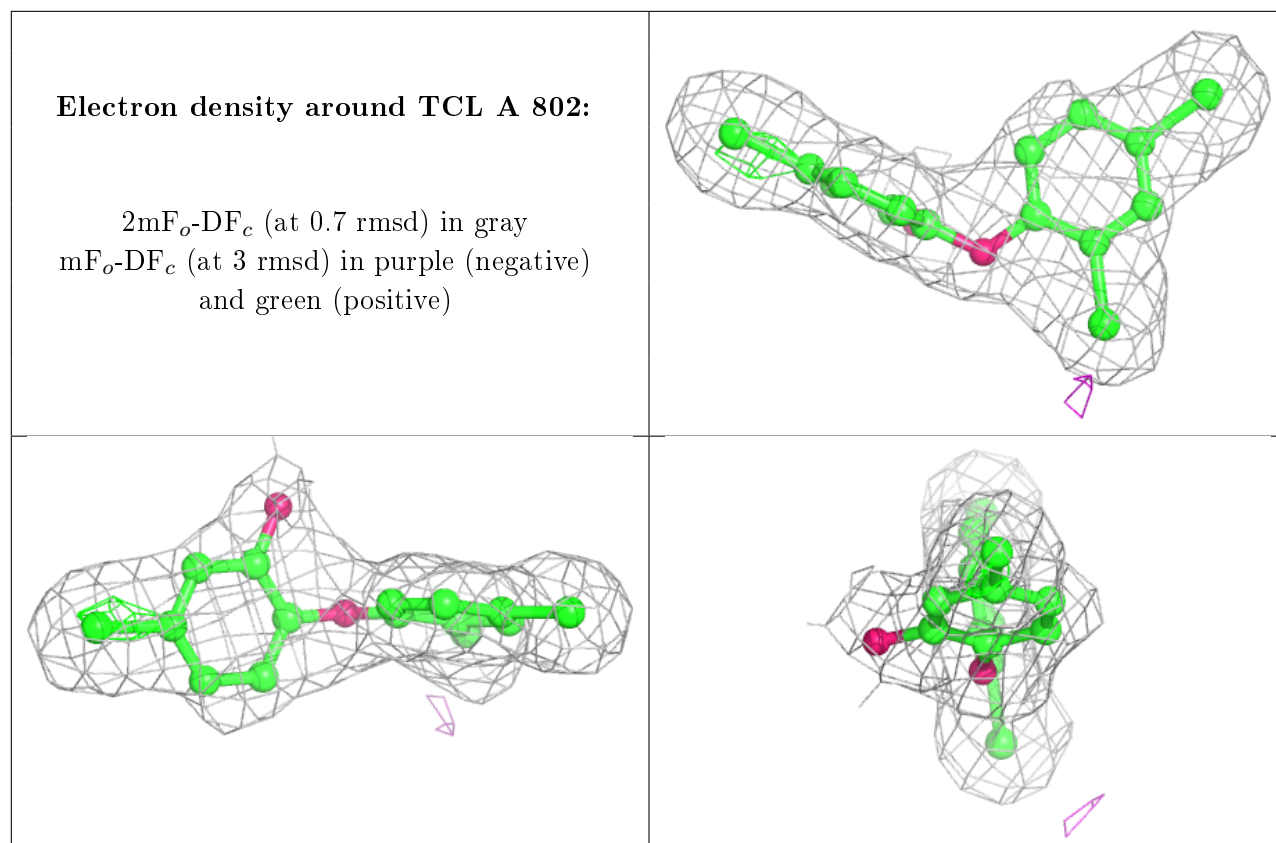 Electron density around TCL A 802:
2mFₒ-DF𝒸 (at 0.7 rmsd) in gray
mFₒ-DF𝒸 (at 3 rmsd) in purple (negative)
and green (positive)